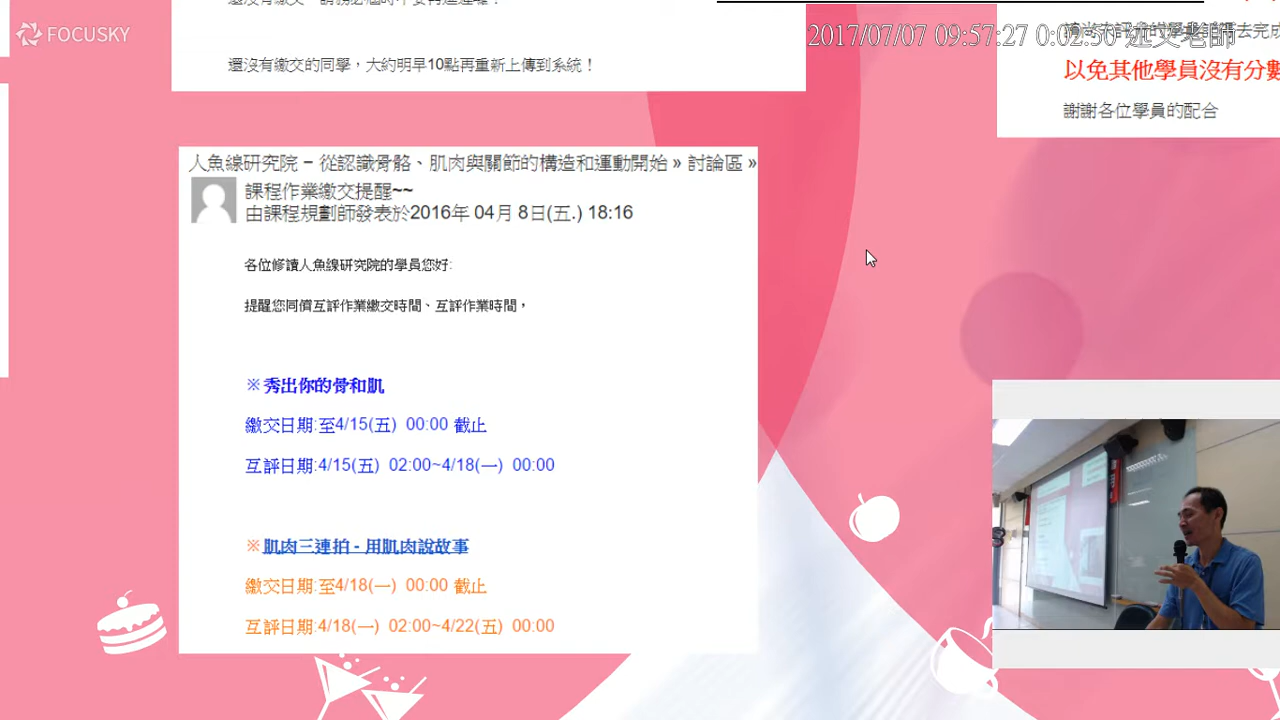 FOCUSKY
還沒有繳交的同學，大約明早10點再重新上傳到系統！
2017/07/07 09:57:27
以免其他學員沒有分數
謝謝各位學員的配合
人魚線研究院 – 從認識骨骼、肌肉與關節的構造和運動開始 » 討論區 »
課程作業繳交提醒~~
由課程規劃師發表於2016年 04月 8日(五.) 18:16
各位修讀人魚線研究院的學員您好:
提醒您同儕互評作業繳交時間、互評作業時間，
※秀出你的骨和肌
繳交日期:至4/15(五) 00:00 截止
互評日期:4/15(五) 02:00~4/18(一) 00:00
※肌肉三連拍 - 用肌肉說故事
繳交日期:至4/18(一) 00:00 截止
互評日期:4/18(一) 02:00~4/22(五) 00:00